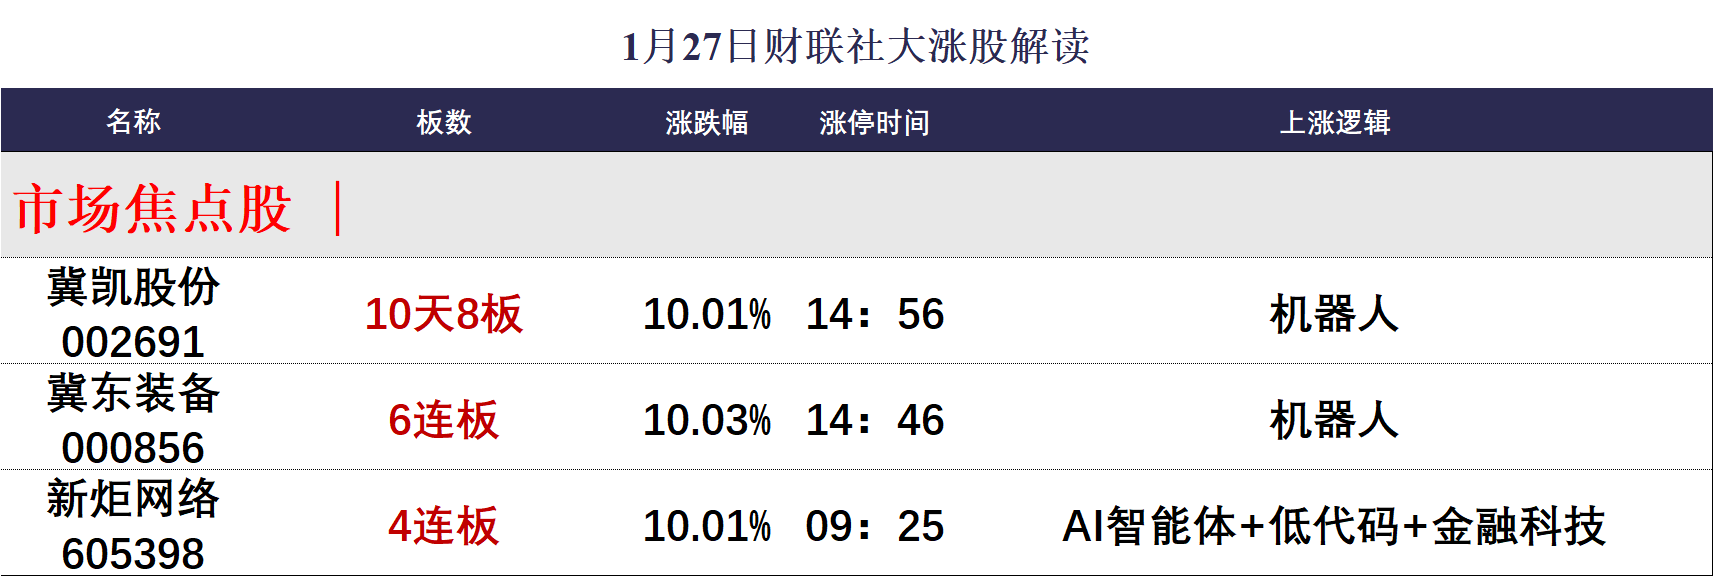 1月27日财联社大涨股解读
名称 板数 涨跌幅 涨停时间 上涨逻辑
市场焦点股 |
冀凯股份
002691 10天8板 10.01% 14：56 机器人
冀东装备
000856 6连板 10.03% 14：46 机器人
新炬网络
605398 4连板 10.01% 09：25 AI智能体+低代码+金融科技